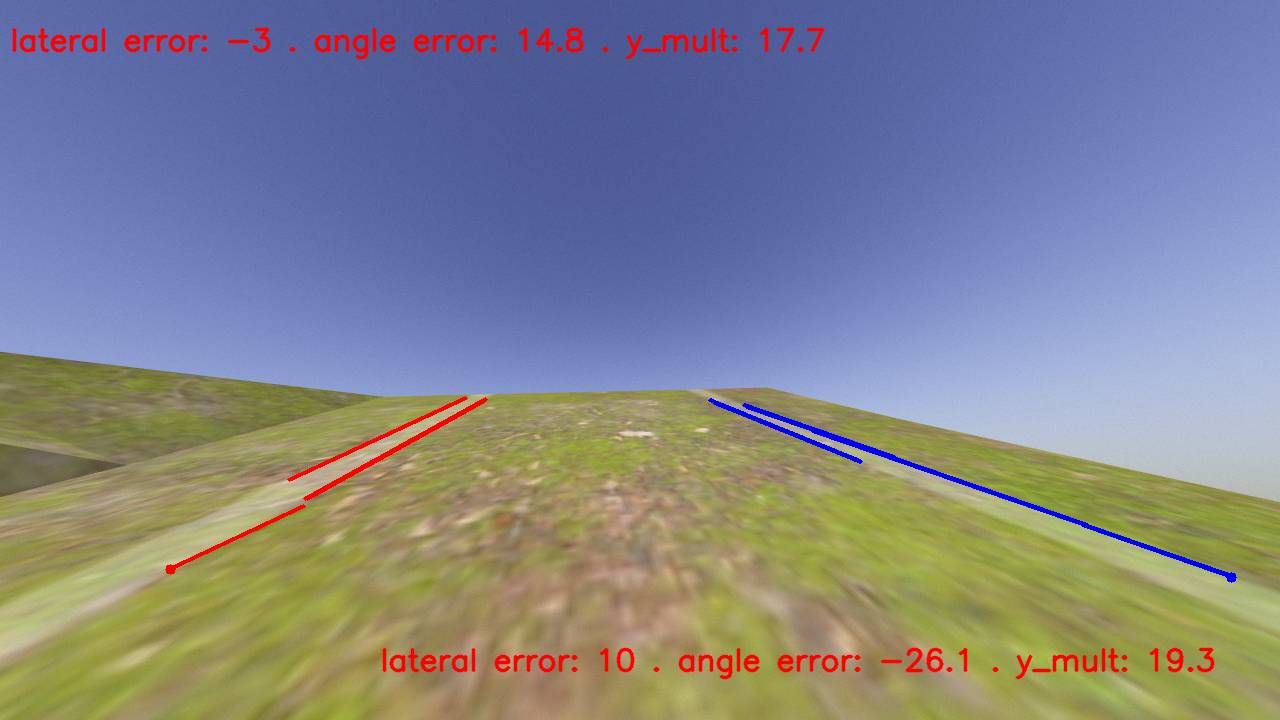 lateral error: -3 . angle error: 14.8 . y_mult: 17.7
lateral error: 10 . angle error: -26.1 . y_mult: 19.3